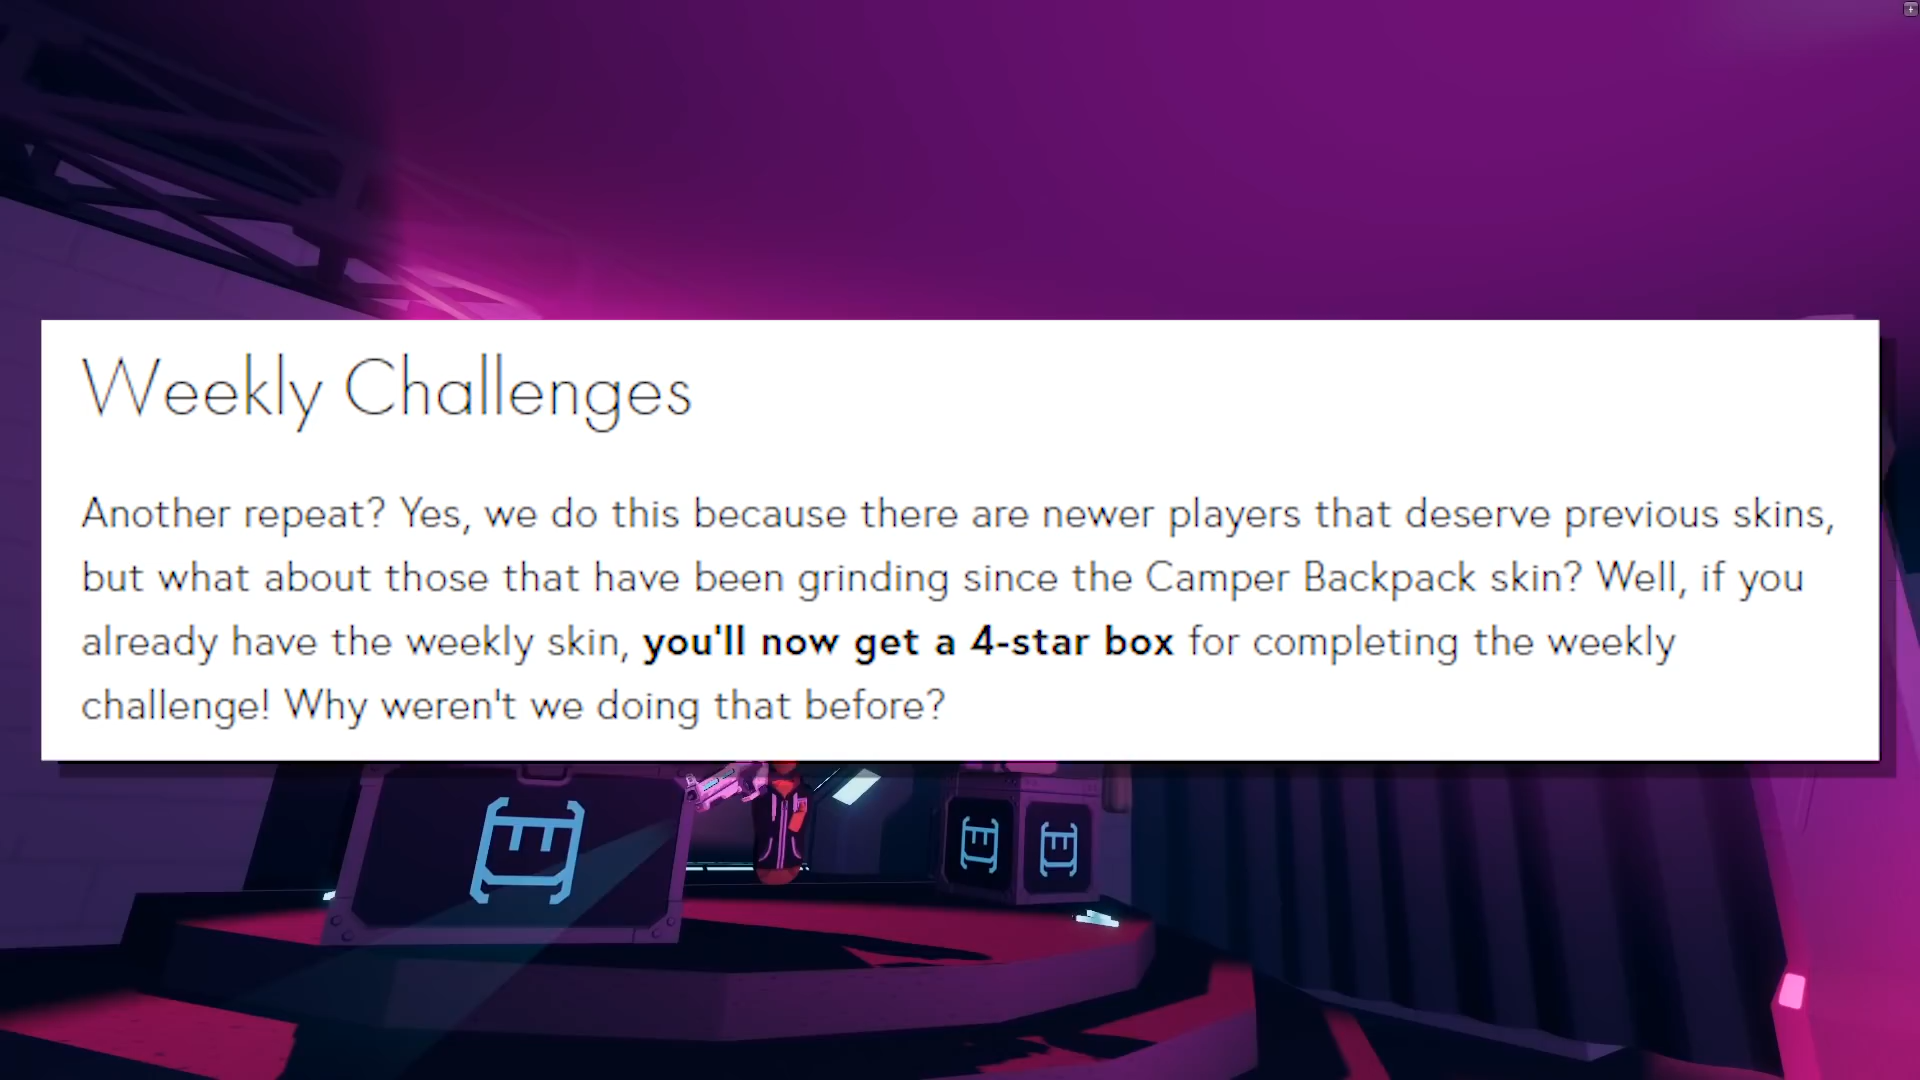 Weekly Challenges
Another repeat? Yes, we do this because there are newer players that deserve previous skins,
but what about those that have been grinding since the Camper Backpack skin? Well, if you
already have the weekly skin, you'll now get a 4-star box for completing the weekly
challenge! Why weren't we doing that before?